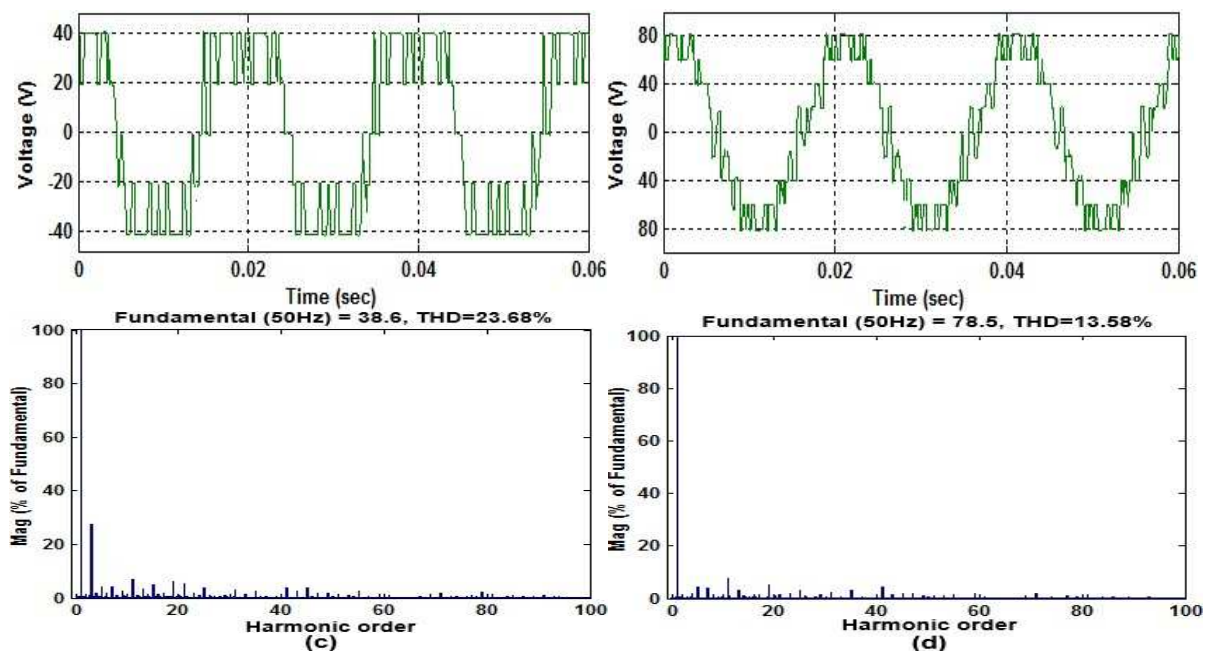 40
20
0
-20
-40
Voltage (V)
0 0.02 0.04 0.06
Time (sec)
80
40
0
40
80
Voltage (V)
0 0.02 0.04 0.06
Time (sec)
Fundamental (50Hz) = 38.6, THD=23.68%
100
80
60
40
20
0
Mag (% of Fundamental)
0 20 40 60 80 100
Harmonic order
(c)
Fundamental (50Hz) = 78.5, THD=13.58%
100
80
60
40
20
0
Mag (% of Fundamental)
0 20 40 60 80 100
Harmonic order
(d)